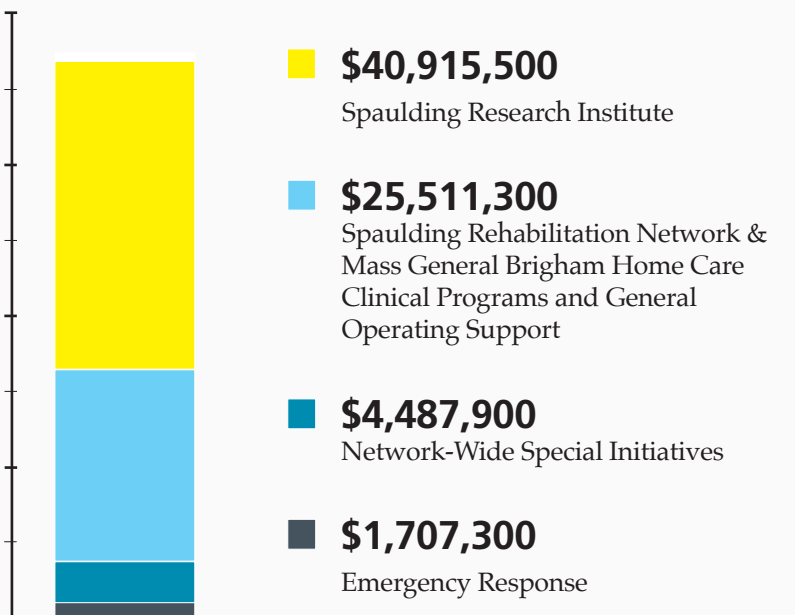 $40,915,500
Spaulding Research Institute
$25,511,300
Spaulding Rehabilitation Network &
Mass General Brigham Home Care
Clinical Programs and General
Operating Support
$4,487,900
Network-Wide Special Initiatives
$1,707,300
Emergency Response